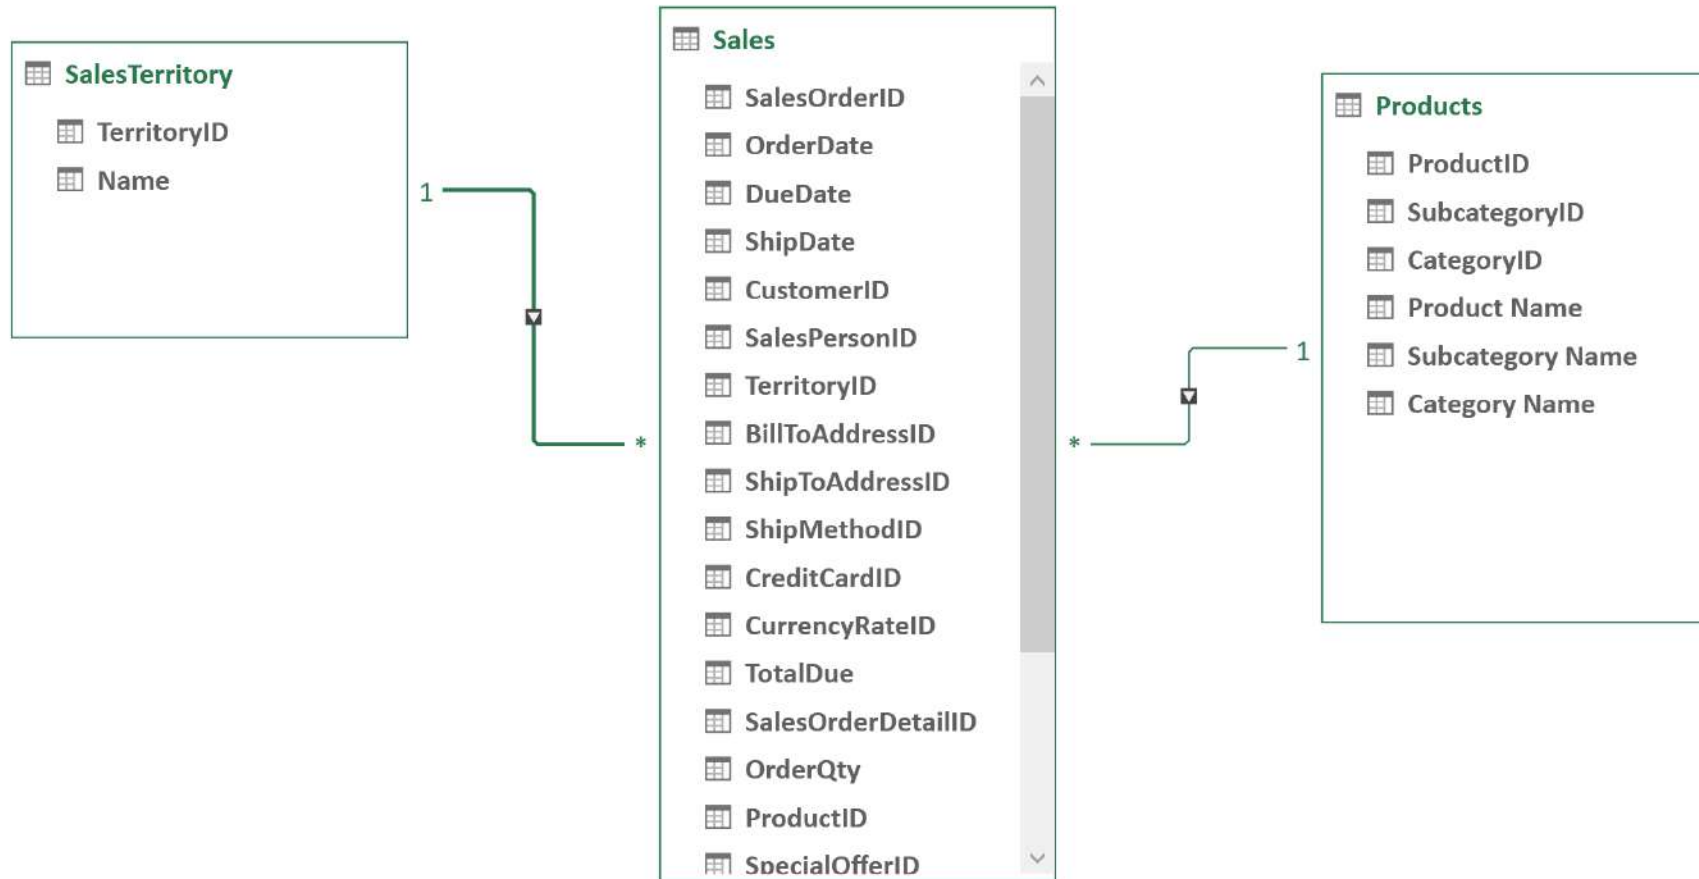 SalesTerritory
TerritoryID
Name
1
*
Sales
SalesOrderID
OrderDate
DueDate
ShipDate
CustomerID
SalesPersonID
TerritoryID
BillToAddressID
ShipToAddressID
ShipMethodID
CreditCardID
CurrencyRateID
TotalDue
SalesOrderDetailID
OrderQty
ProductID
SpecialOfferID
*
1
Products
ProductID
SubcategoryID
CategoryID
Product Name
Subcategory Name
Category Name